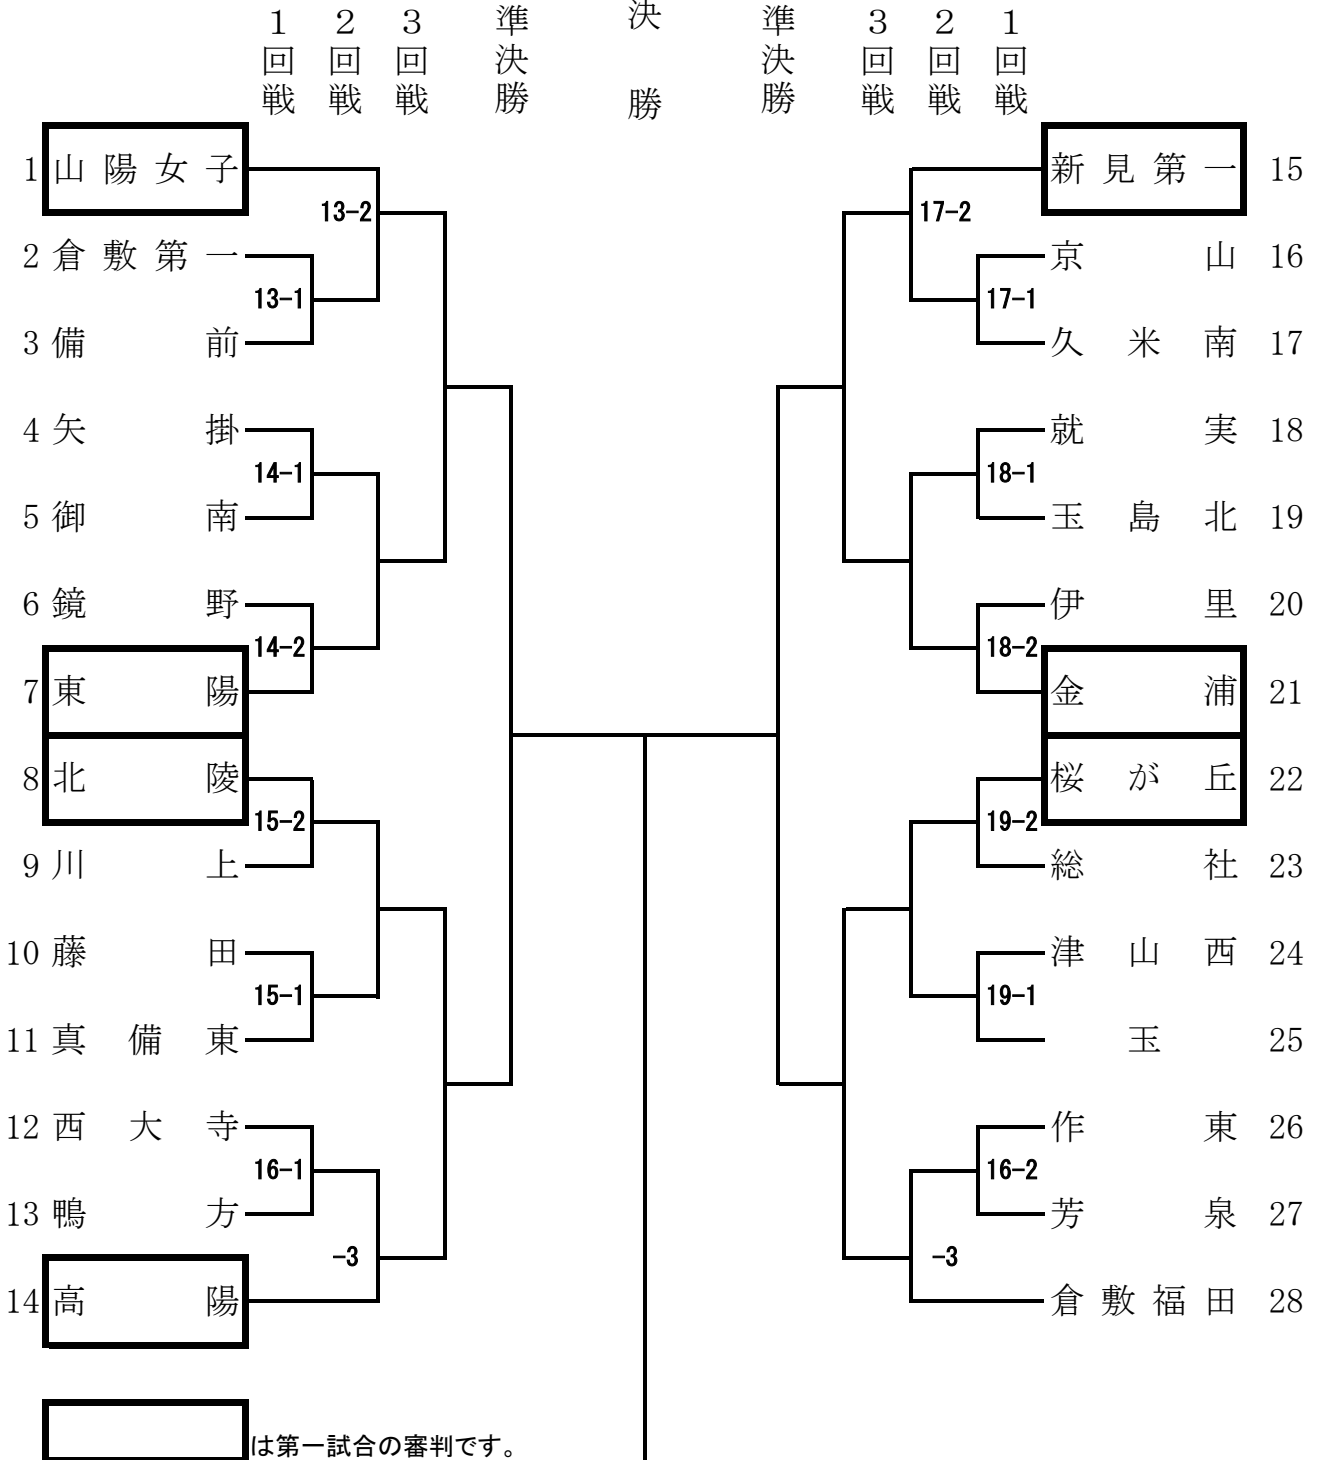 1回戦 2回戦 3回戦 準決勝 決勝 準決勝 3回戦 2回戦 1回戦
1 山陽女子 新見第一 15
13-2 17-2
2 倉敷第一 京山 16
13-1 17-1
3 備前 久米南 17
4 矢掛 就実 18
14-1 18-1
5 御南 玉島北 19
6 鏡野 伊里 20
14-2 18-2
7 東陽 金浦 21
8 北陵 桜が丘 22
15-2 19-2
9 川上 総社 23
10 藤田 津山西 24
15-1 19-1
11 真備東 玉 25
12 西大寺 作東 26
16-1 16-2
13 鴨方 芳泉 27
-3 -3
14 高陽 倉敷福田 28
は第一試合の審判です。